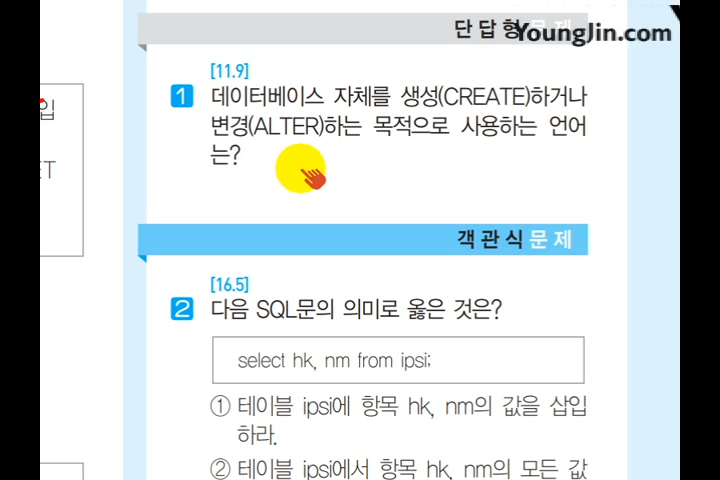 단답형 문제
YoungJin.com
입
ET
[11.9]
1 데이터베이스 자체를 생성(CREATE)하거나
변경(ALTER)하는 목적으로 사용하는 언어
는?
객관식 문제
[16.5]
2 다음 SQL문의 의미로 옳은 것은?
select hk, nm from ipsi;
① 테이블 ipsi에 항목 hk, nm의 값을 삽입
하라.
② 테이블 ipsi에서 항목 hk, nm의 모든 값